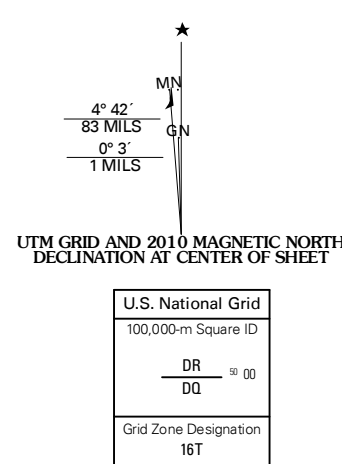 ★
MN
4° 42´
83 MILS
GN
0° 3´
1 MILS
UTM GRID AND 2010 MAGNETIC NORTH
DECLINATION AT CENTER OF SHEET
U.S. National Grid
100,000-m Square ID
DR
50 00
DQ
Grid Zone Designation
16T